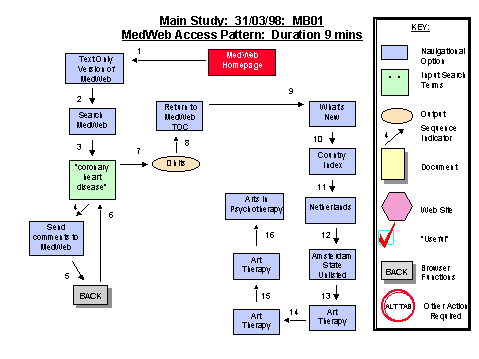 Main Study: 31/03/98: MB01
MedWeb Access Pattern: Duration 9 mins
KEY:
1
MedWeb
Homepage
Text Only
Version of
MedWeb
2
Search
MedWeb
3
"coronary
heart
disease"
4
Send
comments to
MedWeb
5
BACK
6
7
0 hits
8
Return to
MedWeb
TOC
9
What's
New
10
Country
Index
11
Netherlands
12
Amsterdam
State
Unlisted
13
Art
Therapy
14
Art
Therapy
15
Art
Therapy
16
Arts in
Psychotherapy
Navigational
Option
Input Search
Terms
Output
4
Sequence
Indicator
Document
Web Site
"Useful"
BACK
Browser
Functions
ALT TAB
Other Action
Required